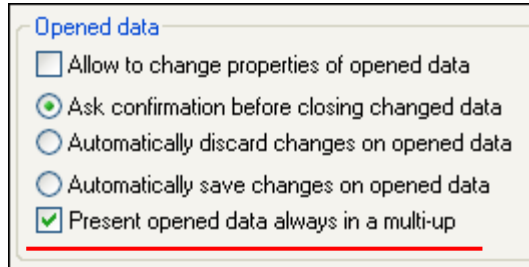 Opened data
Allow to change properties of opened data
Ask confirmation before closing changed data
Automatically discard changes on opened data
Automatically save changes on opened data
Present opened data always in a multi-up